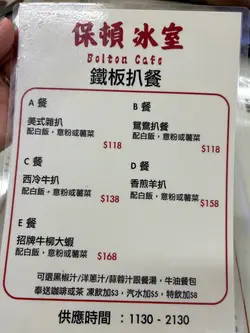 保頓冰室
Bolton Cafe
鐵板扒餐
A 餐
美式雜扒
配白飯，意粉或薯菜
$118
B 餐
鴛鴦扒餐
配白飯，意粉或薯菜
$118
C 餐
西冷牛扒
配白飯，意粉或薯菜
$138
D 餐
香煎羊扒
配白飯，意粉或薯菜
$158
E 餐
招牌牛柳大蝦
配白飯，意粉或薯菜
$168
可選黑椒汁/洋蔥汁/蒜蓉汁跟餐湯，牛油餐包
奉送咖啡或茶 凍飲加$3，汽水加$5，特飲加$8
供應時間：1130 - 2130